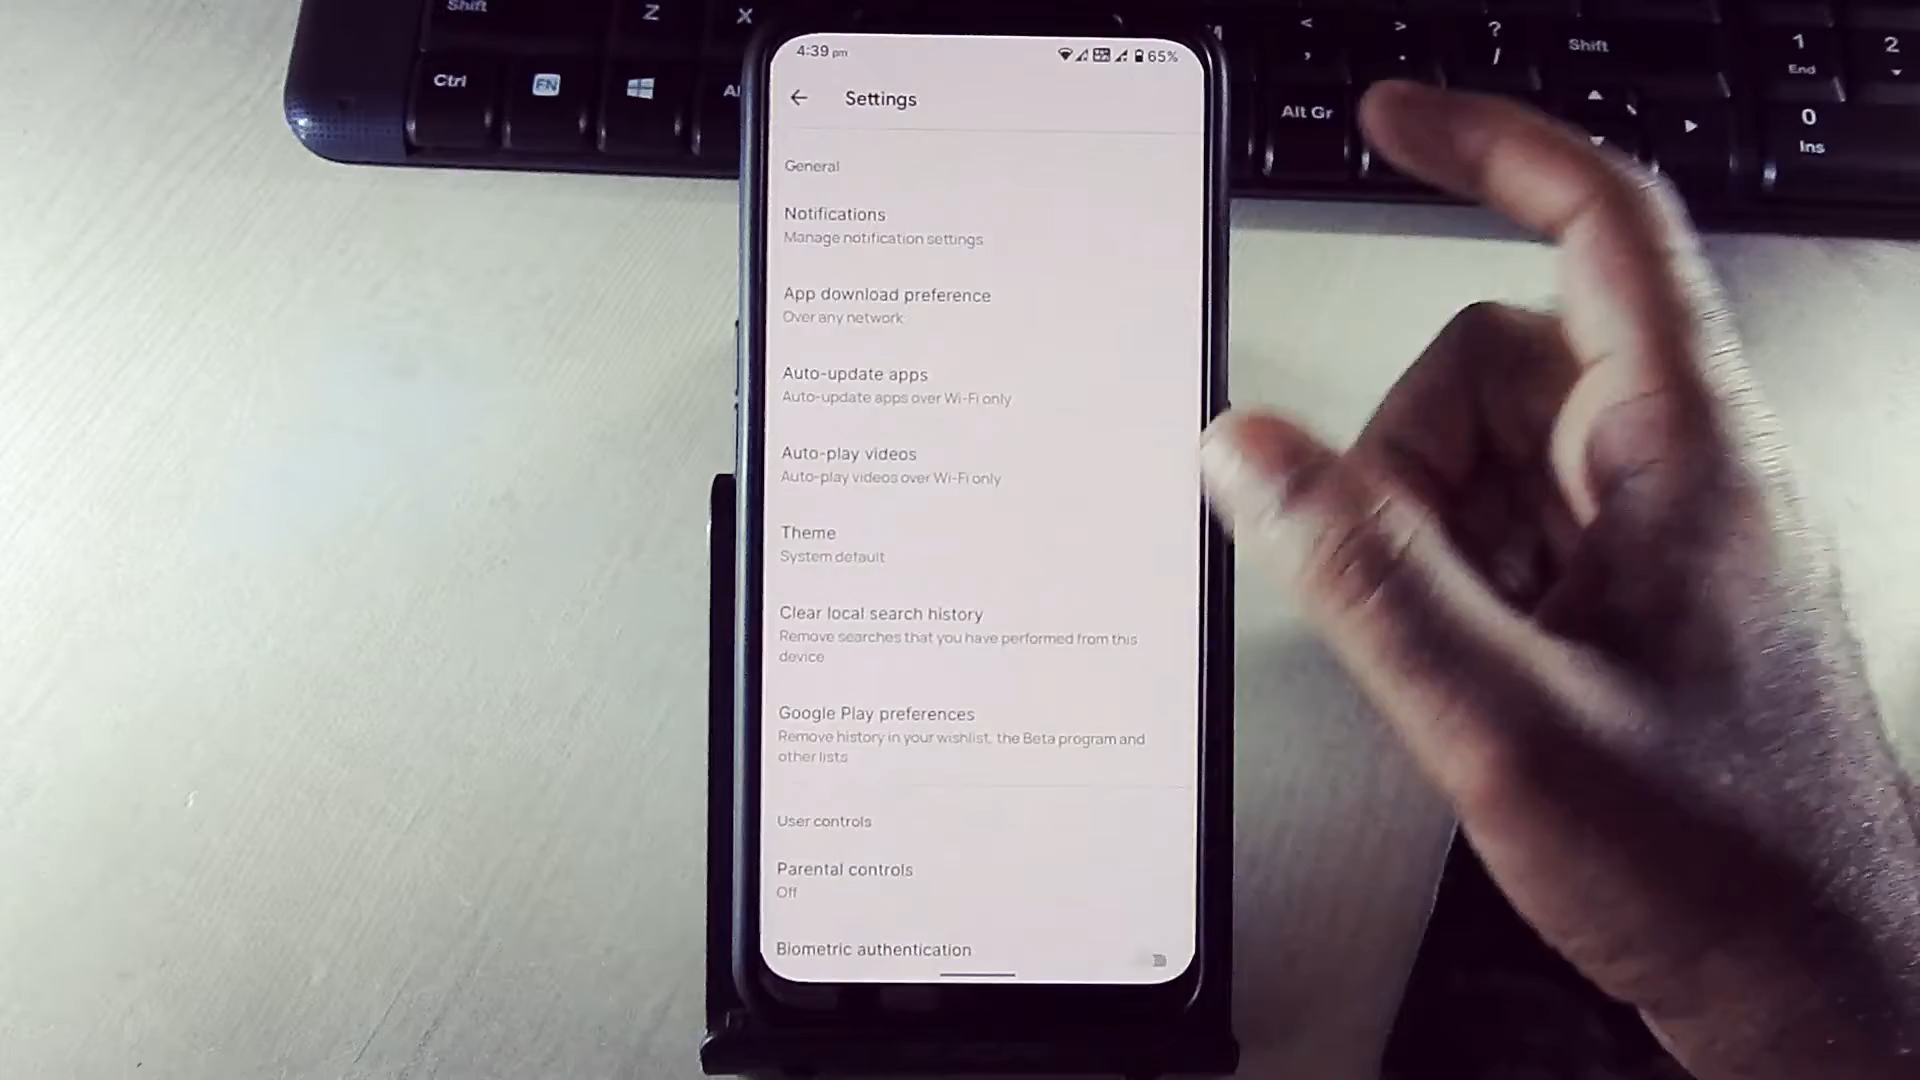 Shift
Z
X
<
,
>
.
?
/
Shift
1
End
2
Ctrl
FN
Alt Gr
0
Ins
4:39 pm
65%
Settings
General
Notifications
Manage notification settings
App download preference
Over any network
Auto-update apps
Auto-update apps over Wi-Fi only
Auto-play videos
Auto-play videos over Wi-Fi only
Theme
System default
Clear local search history
Remove searches that you have performed from this
device
Google Play preferences
Remove history in your wishlist, the Beta program and
other lists
User controls
Parental controls
Off
Biometric authentication